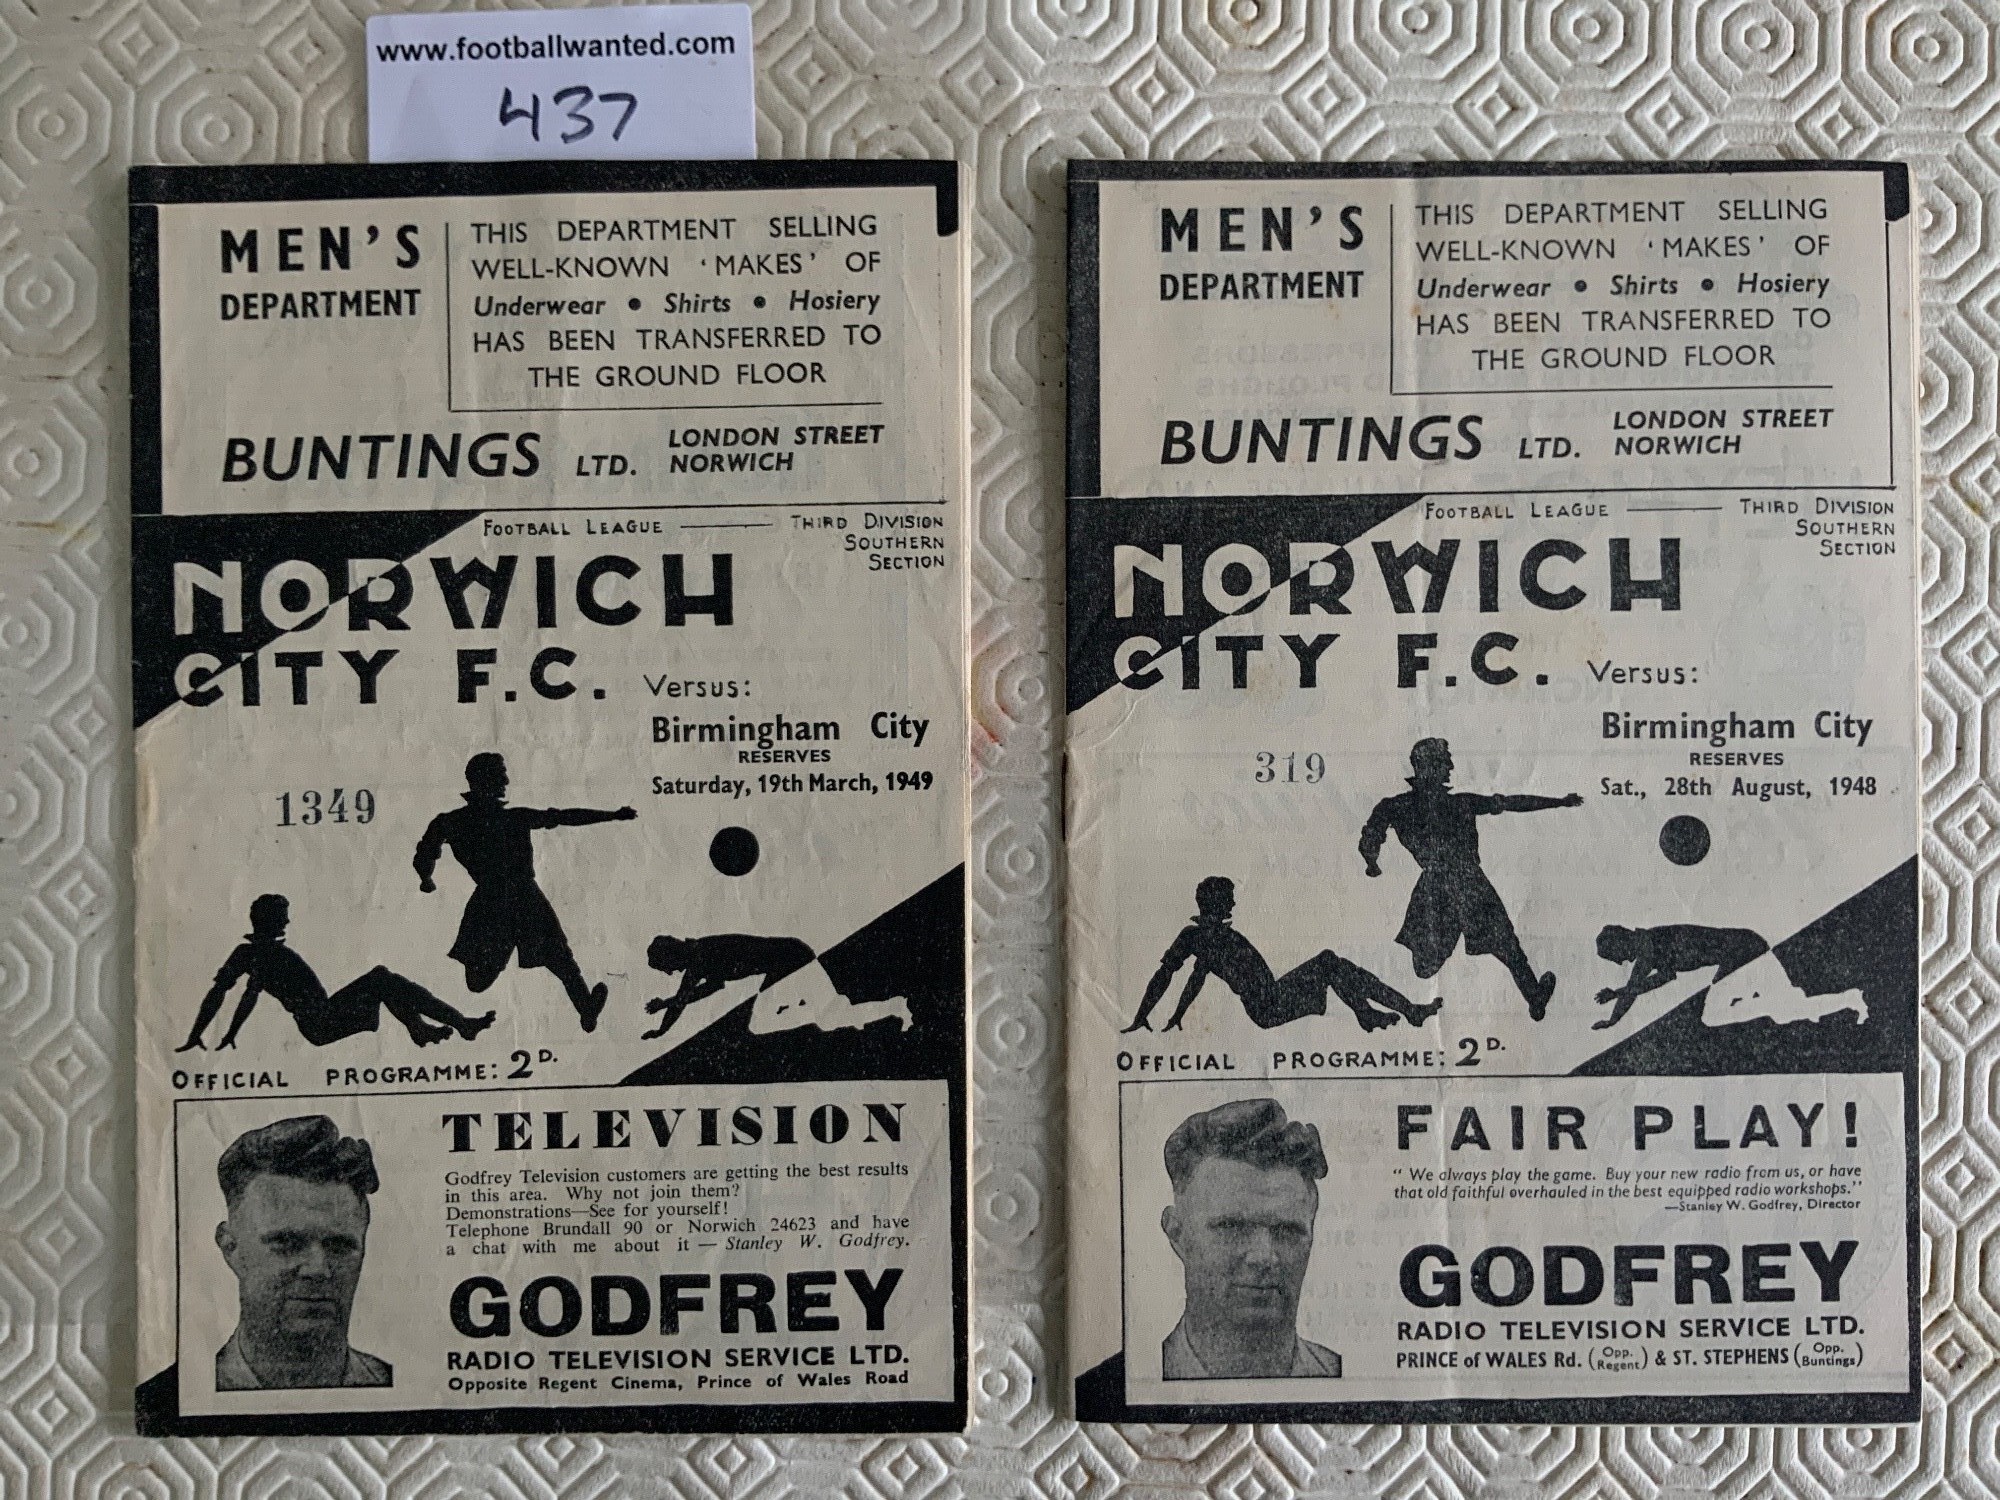 www.footballwanted.com
437
MEN'S
DEPARTMENT
THIS DEPARTMENT SELLING
WELL-KNOWN 'MAKES' OF
Underwear • Shirts • Hosiery
HAS BEEN TRANSFERRED TO
THE GROUND FLOOR
BUNTINGS LTD.
LONDON STREET
NORWICH
FOOTBALL LEAGUE — THIRD DIVISION
SOUTHERN
SECTION
NORWICH
CITY F.C. Versus:
Birmingham City
RESERVES
Saturday, 19th March, 1949
1349
OFFICIAL PROGRAMME: 2D.
TELEVISION
Godfrey Television customers are getting the best results
in this area. Why not join them?
Demonstrations—See for yourself!
Telephone Brundall 90 or Norwich 24623 and have
a chat with me about it — Stanley W. Godfrey.
GODFREY
RADIO TELEVISION SERVICE LTD.
Opposite Regent Cinema, Prince of Wales Road
MEN'S
DEPARTMENT
THIS DEPARTMENT SELLING
WELL-KNOWN 'MAKES' OF
Underwear • Shirts • Hosiery
HAS BEEN TRANSFERRED TO
THE GROUND FLOOR
BUNTINGS LTD.
LONDON STREET
NORWICH
FOOTBALL LEAGUE — THIRD DIVISION
SOUTHERN
SECTION
NORWICH
CITY F.C. Versus:
Birmingham City
RESERVES
Sat., 28th August, 1948
319
OFFICIAL PROGRAMME: 2D.
FAIR PLAY!
"We always play the game. Buy your new radio from us, or have
that old faithful overhauled in the best equipped radio workshops."
—Stanley W. Godfrey, Director
GODFREY
RADIO TELEVISION SERVICE LTD.
PRINCE of WALES Rd. (Opp. Regent) & ST. STEPHENS (Opp. Buntings)